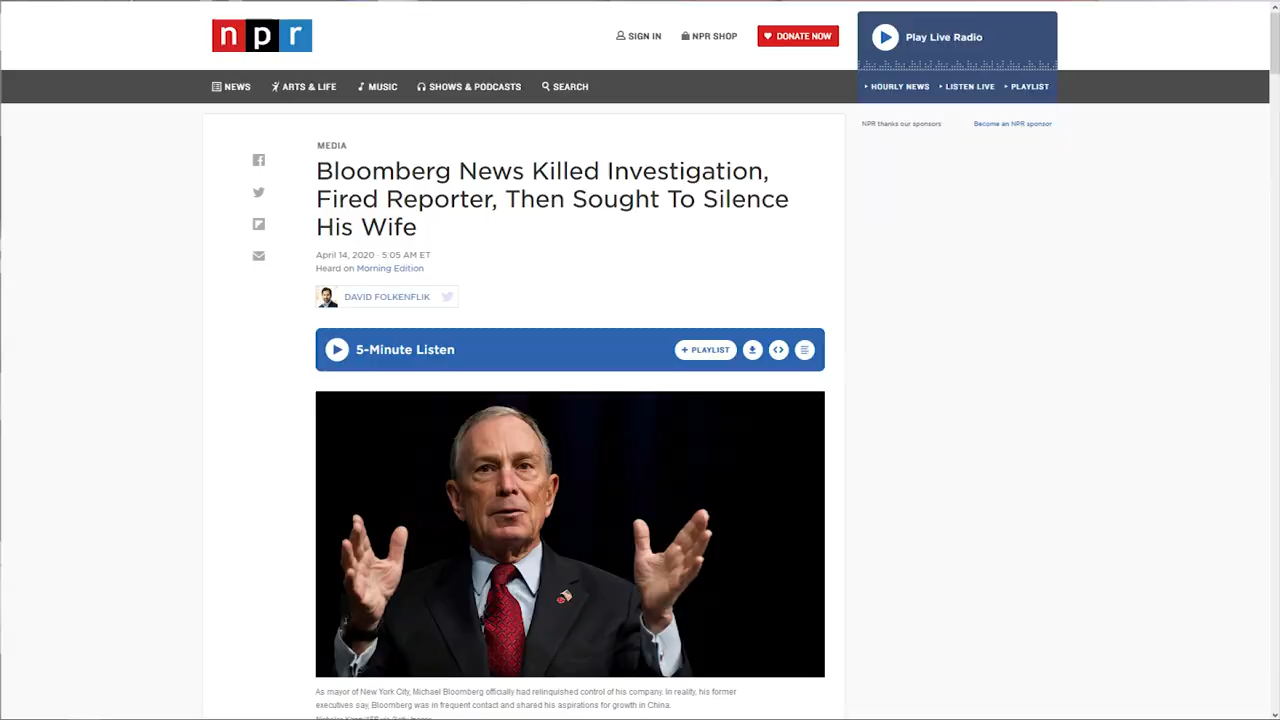 npr
SIGN IN
NPR SHOP
DONATE NOW
Play Live Radio
HOURLY NEWS
LISTEN LIVE
PLAYLIST
NEWS
ARTS & LIFE
MUSIC
SHOWS & PODCASTS
SEARCH
NPR thanks our sponsors
Become an NPR sponsor
MEDIA
Bloomberg News Killed Investigation,
Fired Reporter, Then Sought To Silence
His Wife
April 14, 2020 · 5:05 AM ET
Heard on Morning Edition
DAVID FOLKENFLIK
5-Minute Listen
+ PLAYLIST
As mayor of New York City, Michael Bloomberg officially had relinquished control of his company. In reality, his former
executives say, Bloomberg was in frequent contact and shared his aspirations for growth in China.